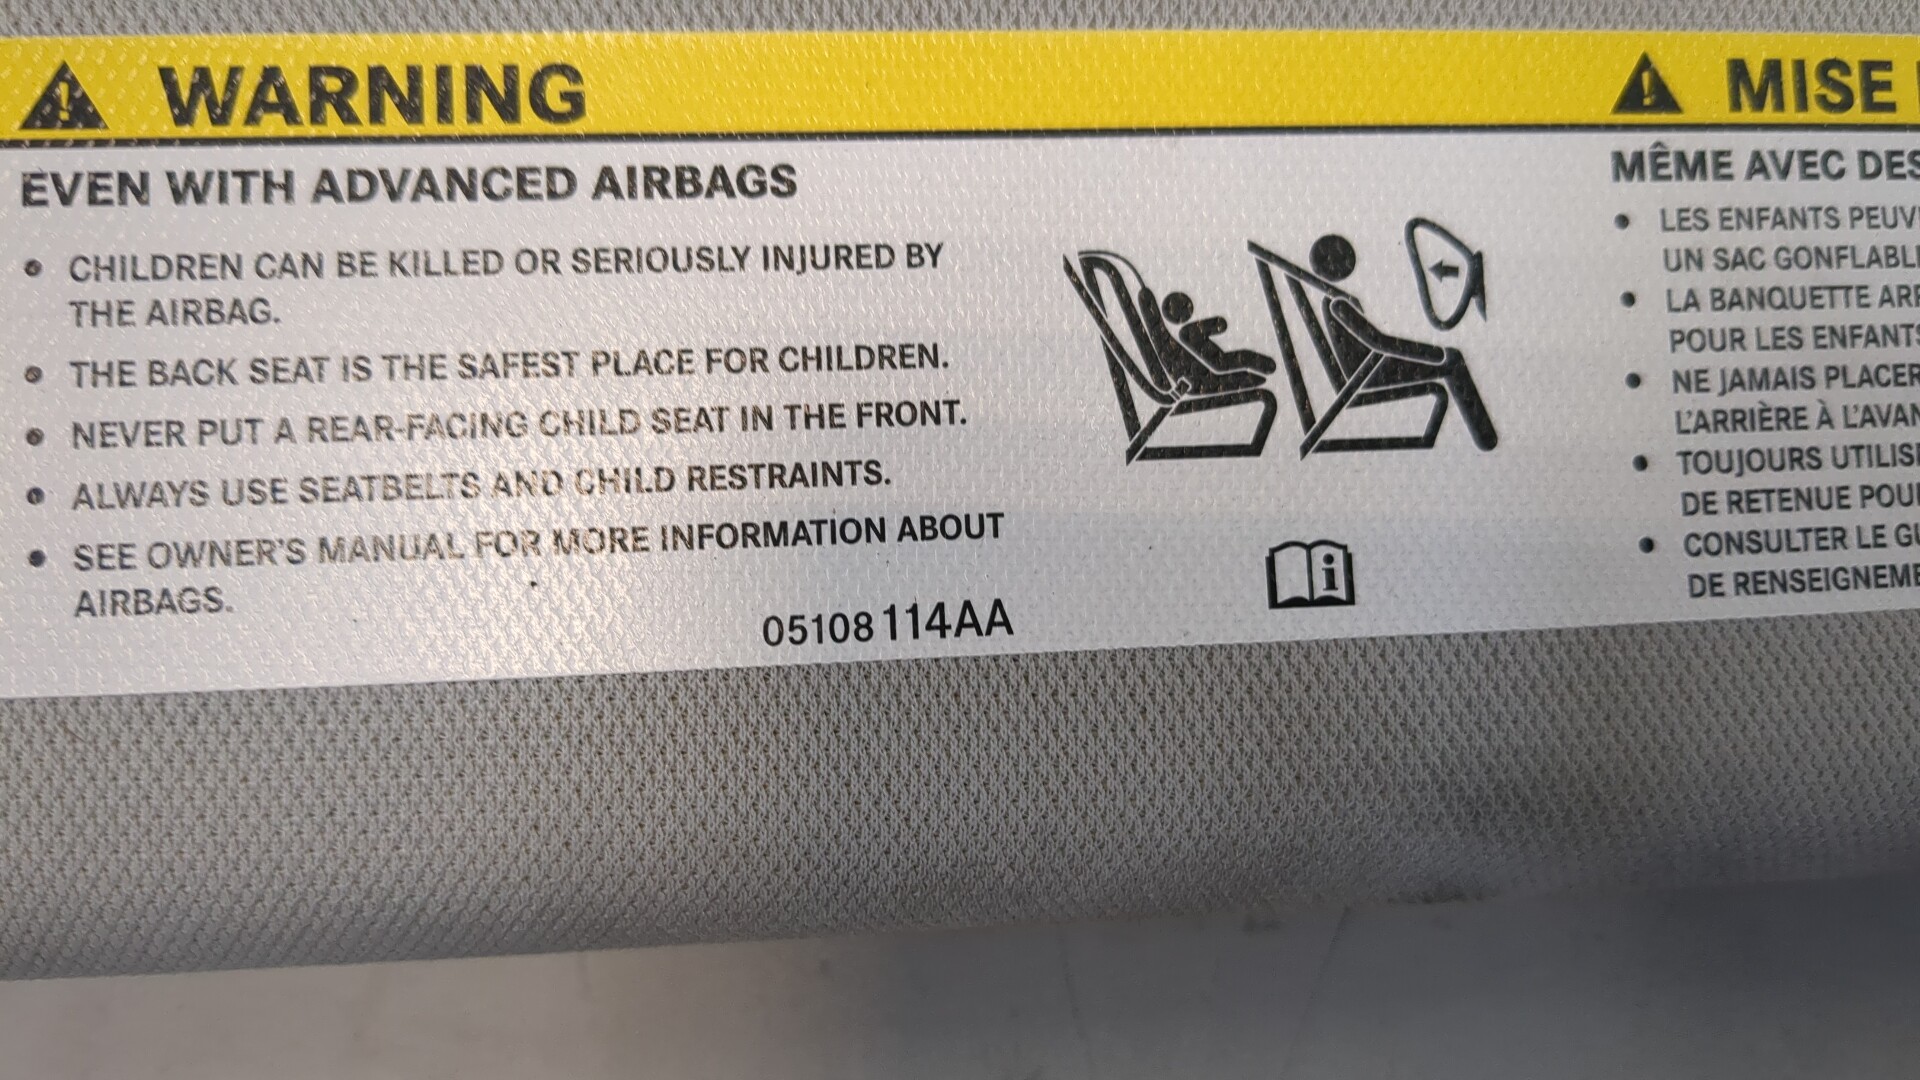 WARNING
EVEN WITH ADVANCED AIRBAGS
• CHILDREN CAN BE KILLED OR SERIOUSLY INJURED BY
THE AIRBAG.
• THE BACK SEAT IS THE SAFEST PLACE FOR CHILDREN.
• NEVER PUT A REAR-FACING CHILD SEAT IN THE FRONT.
• ALWAYS USE SEATBELTS AND CHILD RESTRAINTS.
• SEE OWNER'S MANUAL FOR MORE INFORMATION ABOUT
AIRBAGS.
05108114AA
i
MISE
MÊME AVEC DES
• LES ENFANTS
UN SAC
• LA BANQUETTE
POUR LES ENFANTS
• NE JAMAIS PLACER
L'ARRIÈRE À
• TOUJOURS
DE RETENUE
• CONSULTER LE
DE